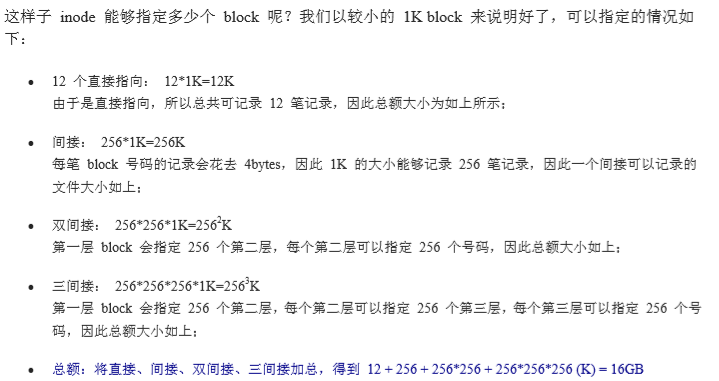 这样子 inode 能够指定多少个 block 呢？我们以较小的 1K block 来说明好了，可以指定的情况如
下：
• 12 个直接指向： 12*1K=12K
由于是直接指向，所以总共可记录 12 笔记录，因此总额大小为如上所示；
• 间接： 256*1K=256K
每笔 block 号码的记录会花去 4bytes，因此 1K 的大小能够记录 256 笔记录，因此一个间接可以记录的
文件大小如上；
• 双间接： 256*256*1K=256²K
第一层 block 会指定 256 个第二层，每个第二层可以指定 256 个号码，因此总额大小如上；
• 三间接： 256*256*256*1K=256³K
第一层 block 会指定 256 个第二层，每个第二层可以指定 256 个第三层，每个第三层可以指定 256 个号
码，因此总额大小如上；
• 总额：将直接、间接、双间接、三间接加总，得到 12 + 256 + 256*256 + 256*256*256 (K) = 16GB